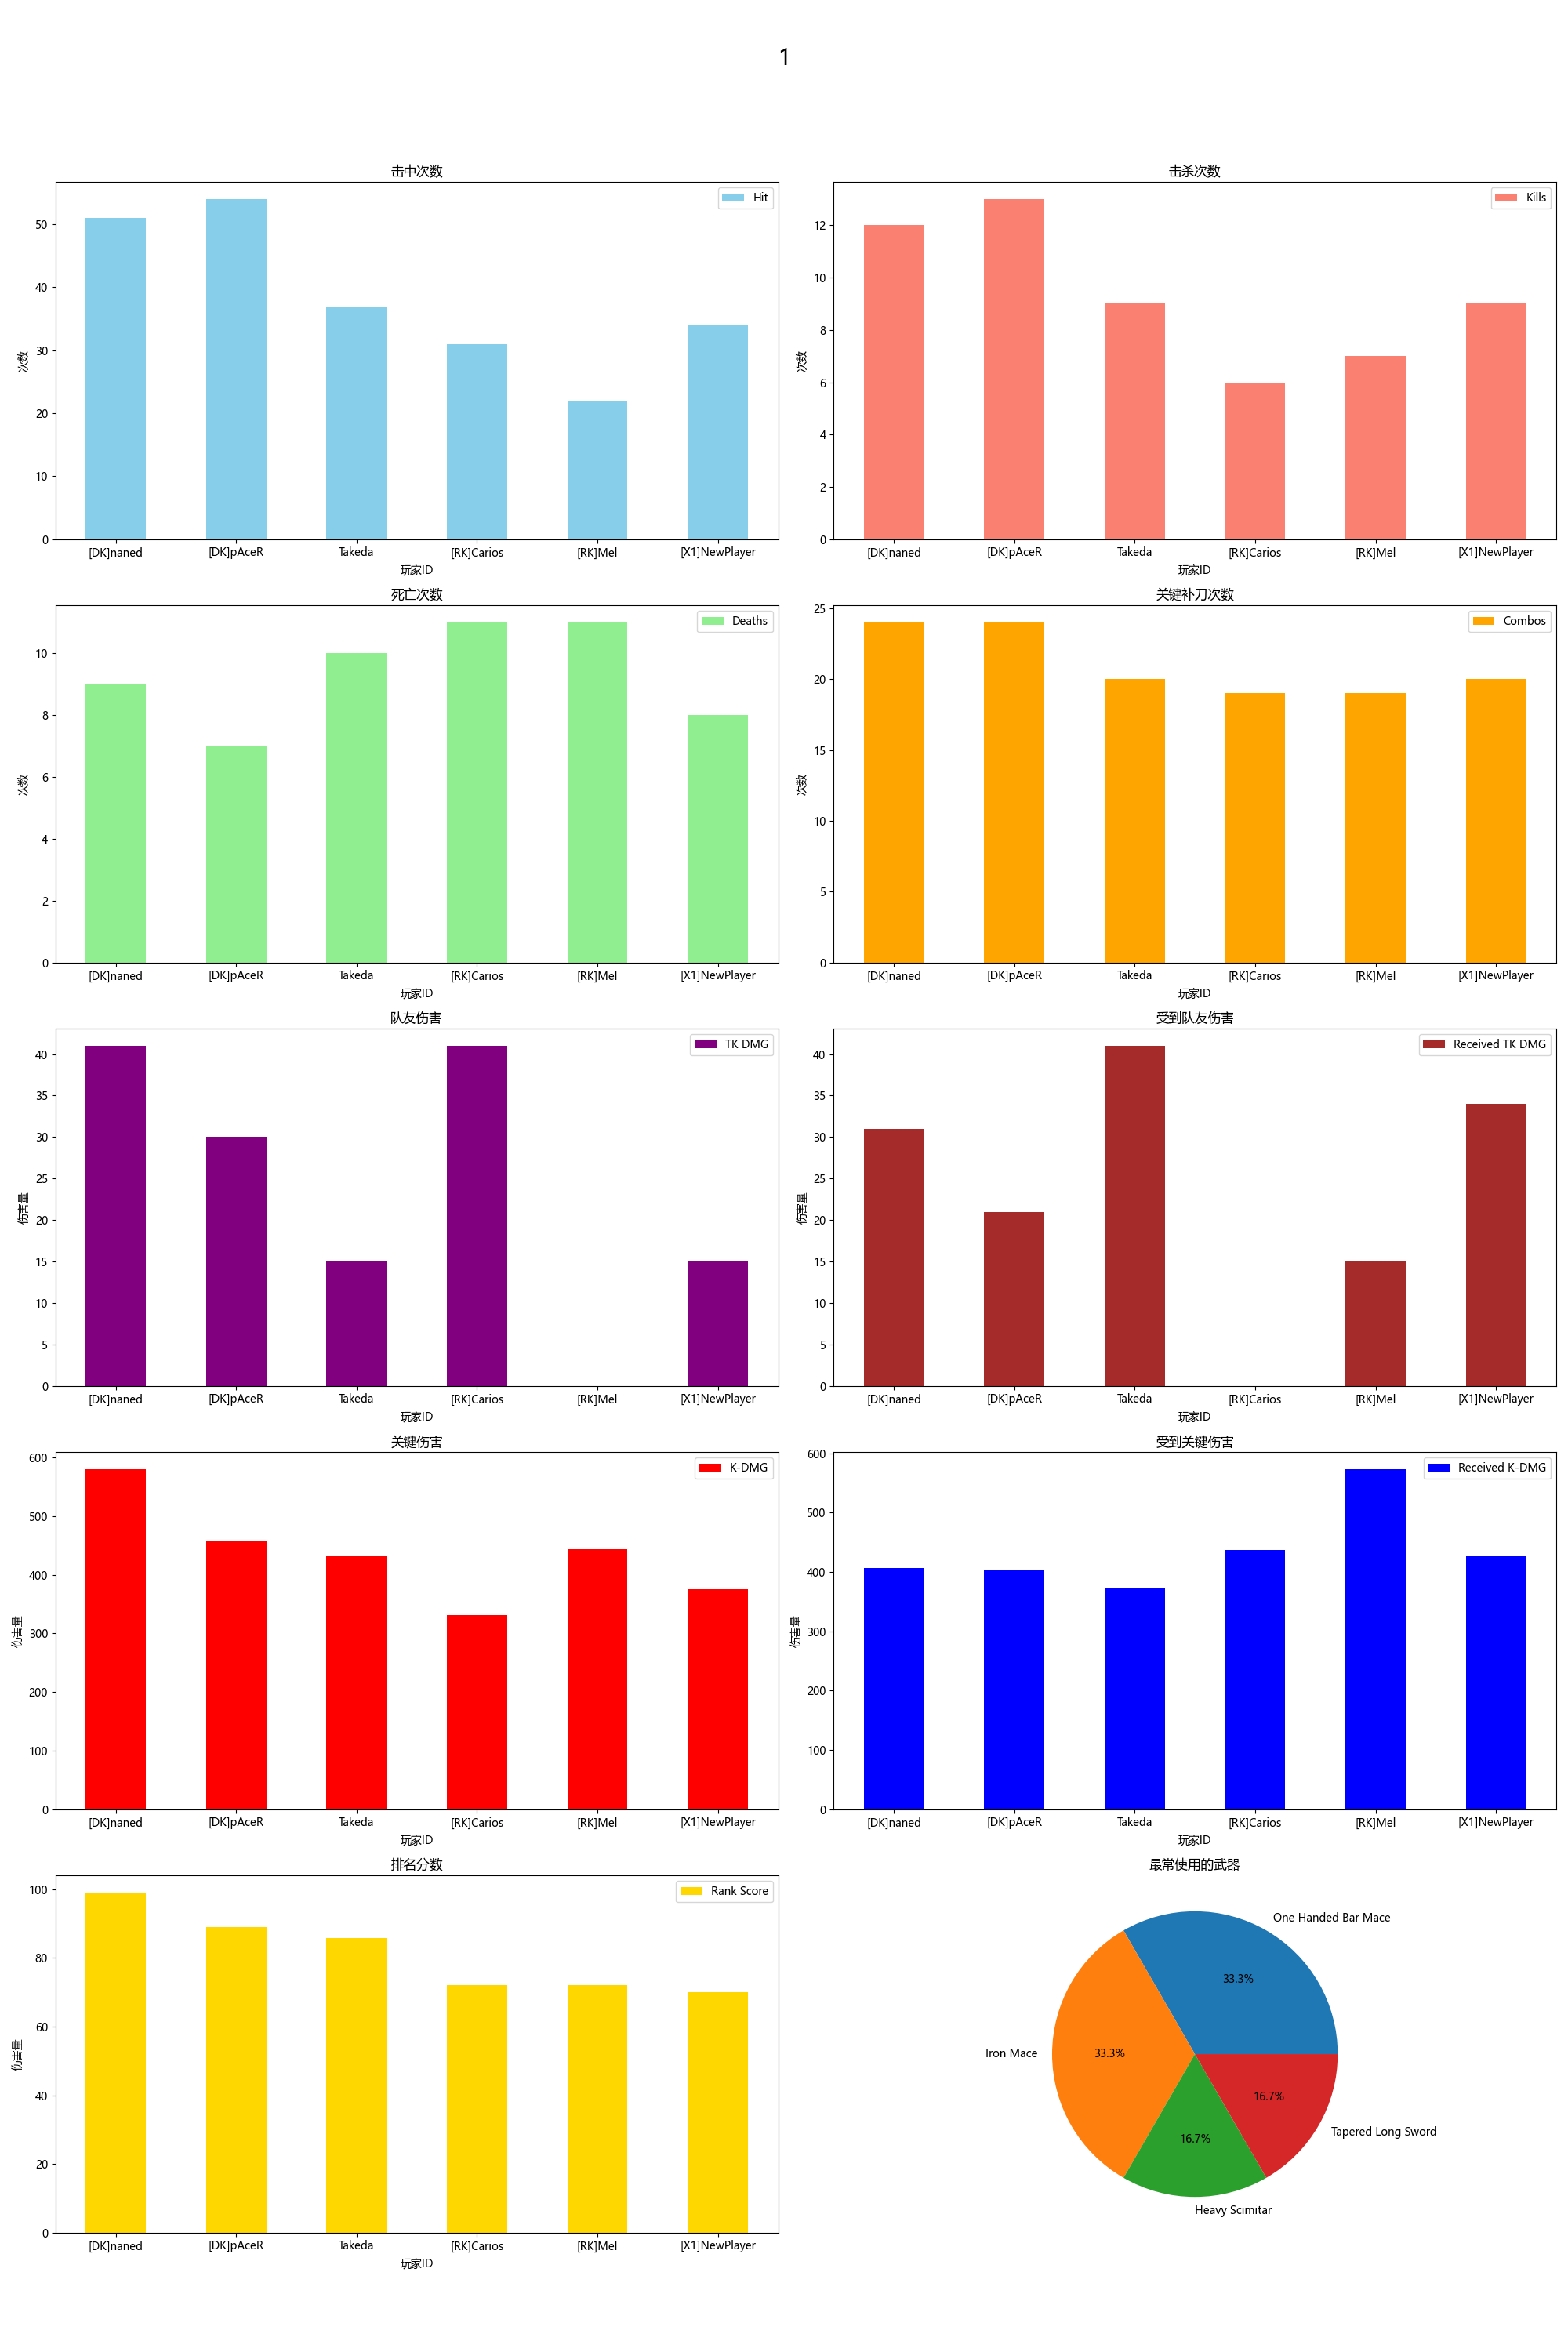 1
击中次数
Hit
50
40
30
20
10
0
次数
[DK]naned [DK]pAceR Takeda [RK]Carios [RK]Mel [X1]NewPlayer
玩家ID
击杀次数
Kills
12
10
8
6
4
2
0
次数
[DK]naned [DK]pAceR Takeda [RK]Carios [RK]Mel [X1]NewPlayer
玩家ID
死亡次数
Deaths
10
8
6
4
2
0
次数
[DK]naned [DK]pAceR Takeda [RK]Carios [RK]Mel [X1]NewPlayer
玩家ID
关键补刀次数
Combos
25
20
15
10
5
0
次数
[DK]naned [DK]pAceR Takeda [RK]Carios [RK]Mel [X1]NewPlayer
玩家ID
队友伤害
TK DMG
40
35
30
25
20
15
10
5
0
伤害量
[DK]naned [DK]pAceR Takeda [RK]Carios [RK]Mel [X1]NewPlayer
玩家ID
受到队友伤害
Received TK DMG
40
35
30
25
20
15
10
5
0
伤害量
[DK]naned [DK]pAceR Takeda [RK]Carios [RK]Mel [X1]NewPlayer
玩家ID
关键伤害
K-DMG
600
500
400
300
200
100
0
伤害量
[DK]naned [DK]pAceR Takeda [RK]Carios [RK]Mel [X1]NewPlayer
玩家ID
受到关键伤害
Received K-DMG
600
500
400
300
200
100
0
伤害量
[DK]naned [DK]pAceR Takeda [RK]Carios [RK]Mel [X1]NewPlayer
玩家ID
排名分数
Rank Score
100
80
60
40
20
0
伤害量
[DK]naned [DK]pAceR Takeda [RK]Carios [RK]Mel [X1]NewPlayer
玩家ID
最常使用的武器
One Handed Bar Mace
33.3%
Iron Mace
33.3%
16.7%
Tapered Long Sword
16.7%
Heavy Scimitar